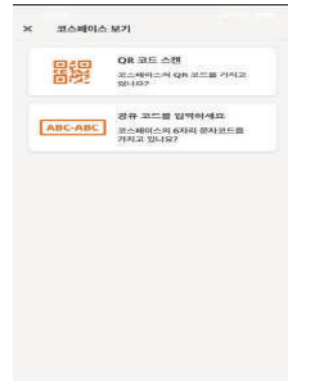 × 코스페이스 보기
QR 코드 스캔
코스페이스의 QR 코드를 가지고
있나요?
ABC-ABC
공유 코드를 입력하세요
코스페이스의 6자리 문자코드를
가지고 있나요?